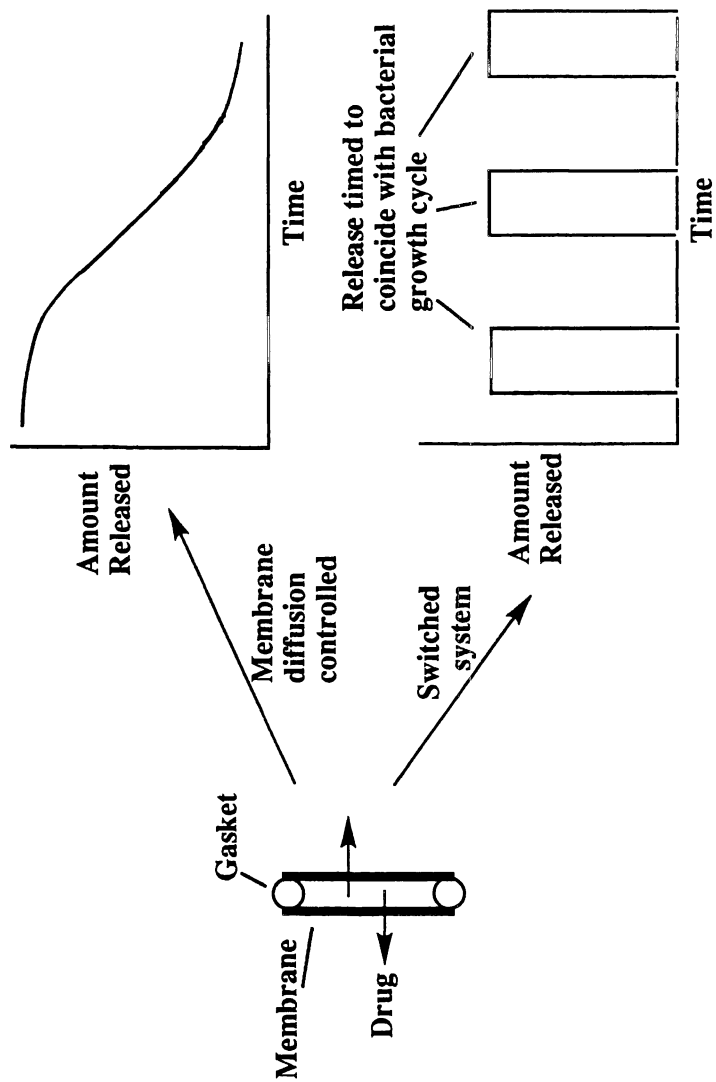 Membrane
Gasket
Drug
Membrane
diffusion
controlled
Switched
system
Amount
Released
Time
Amount
Released
Release timed to
coincide with bacterial
growth cycle
Time